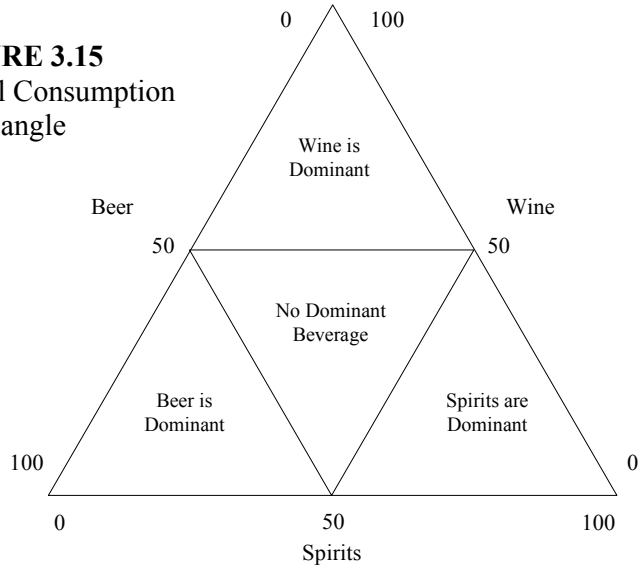 0 100
RE 3.15
Consumption
angle
Wine is
Dominant
Beer
Wine
50
50
No Dominant
Beverage
Beer is
Dominant
Spirits are
Dominant
100
0
0
50
100
Spirits